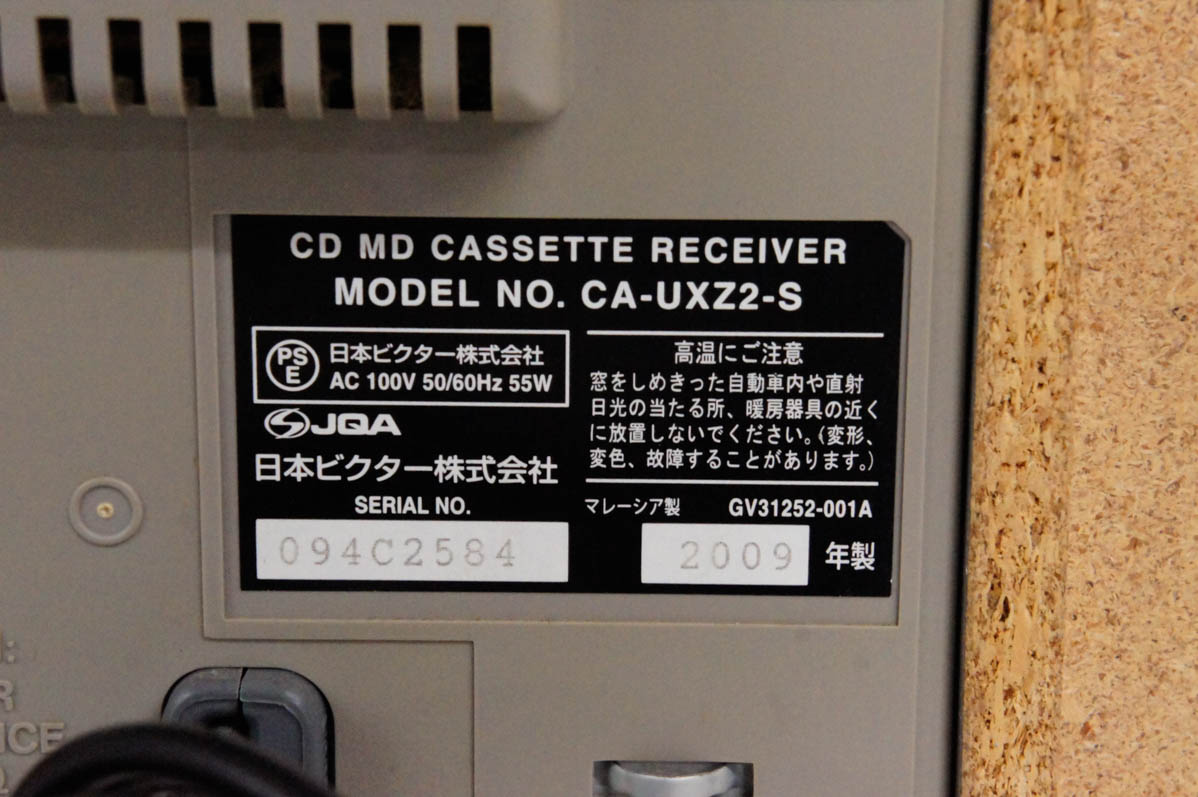 CD MD CASSETTE RECEIVER
MODEL NO. CA-UXZ2-S
PS
E
日本ビクター株式会社
AC 100V 50/60Hz 55W
JQA
日本ビクター株式会社
SERIAL NO.
094C2584
高温にご注意
窓をしめきった自動車内や直射
日光の当たる所、暖房器具の近く
に放置しないでください。(変形、
変色、故障することがあります。)
マレーシア製 GV31252-001A
2009 年製